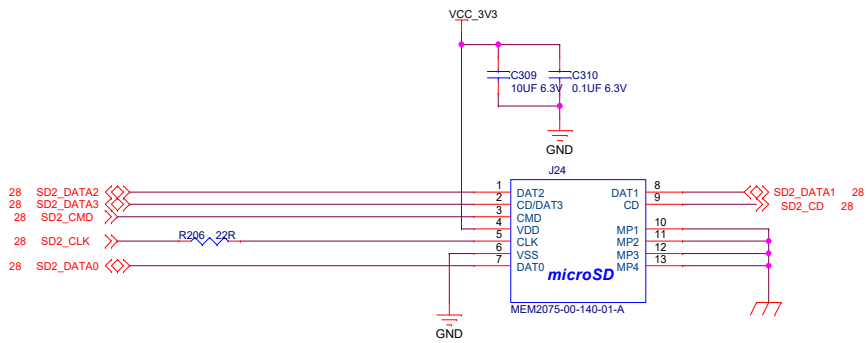 VCC_3V3
C309 C310
10UF 6.3V 0.1UF 6.3V
GND
J24
28 SD2_DATA2 1 DAT2 DAT1 8 SD2_DATA1 28
28 SD2_DATA3 2 CD/DAT3 CD 9 SD2_CD 28
28 SD2_CMD 3 CMD
4 VDD MP1 10
28 SD2_CLK R206 22R 5 CLK MP2 11
6 VSS MP3 12
28 SD2_DATA0 7 DAT0 MP4 13
microSD
MEM2075-00-140-01-A
GND